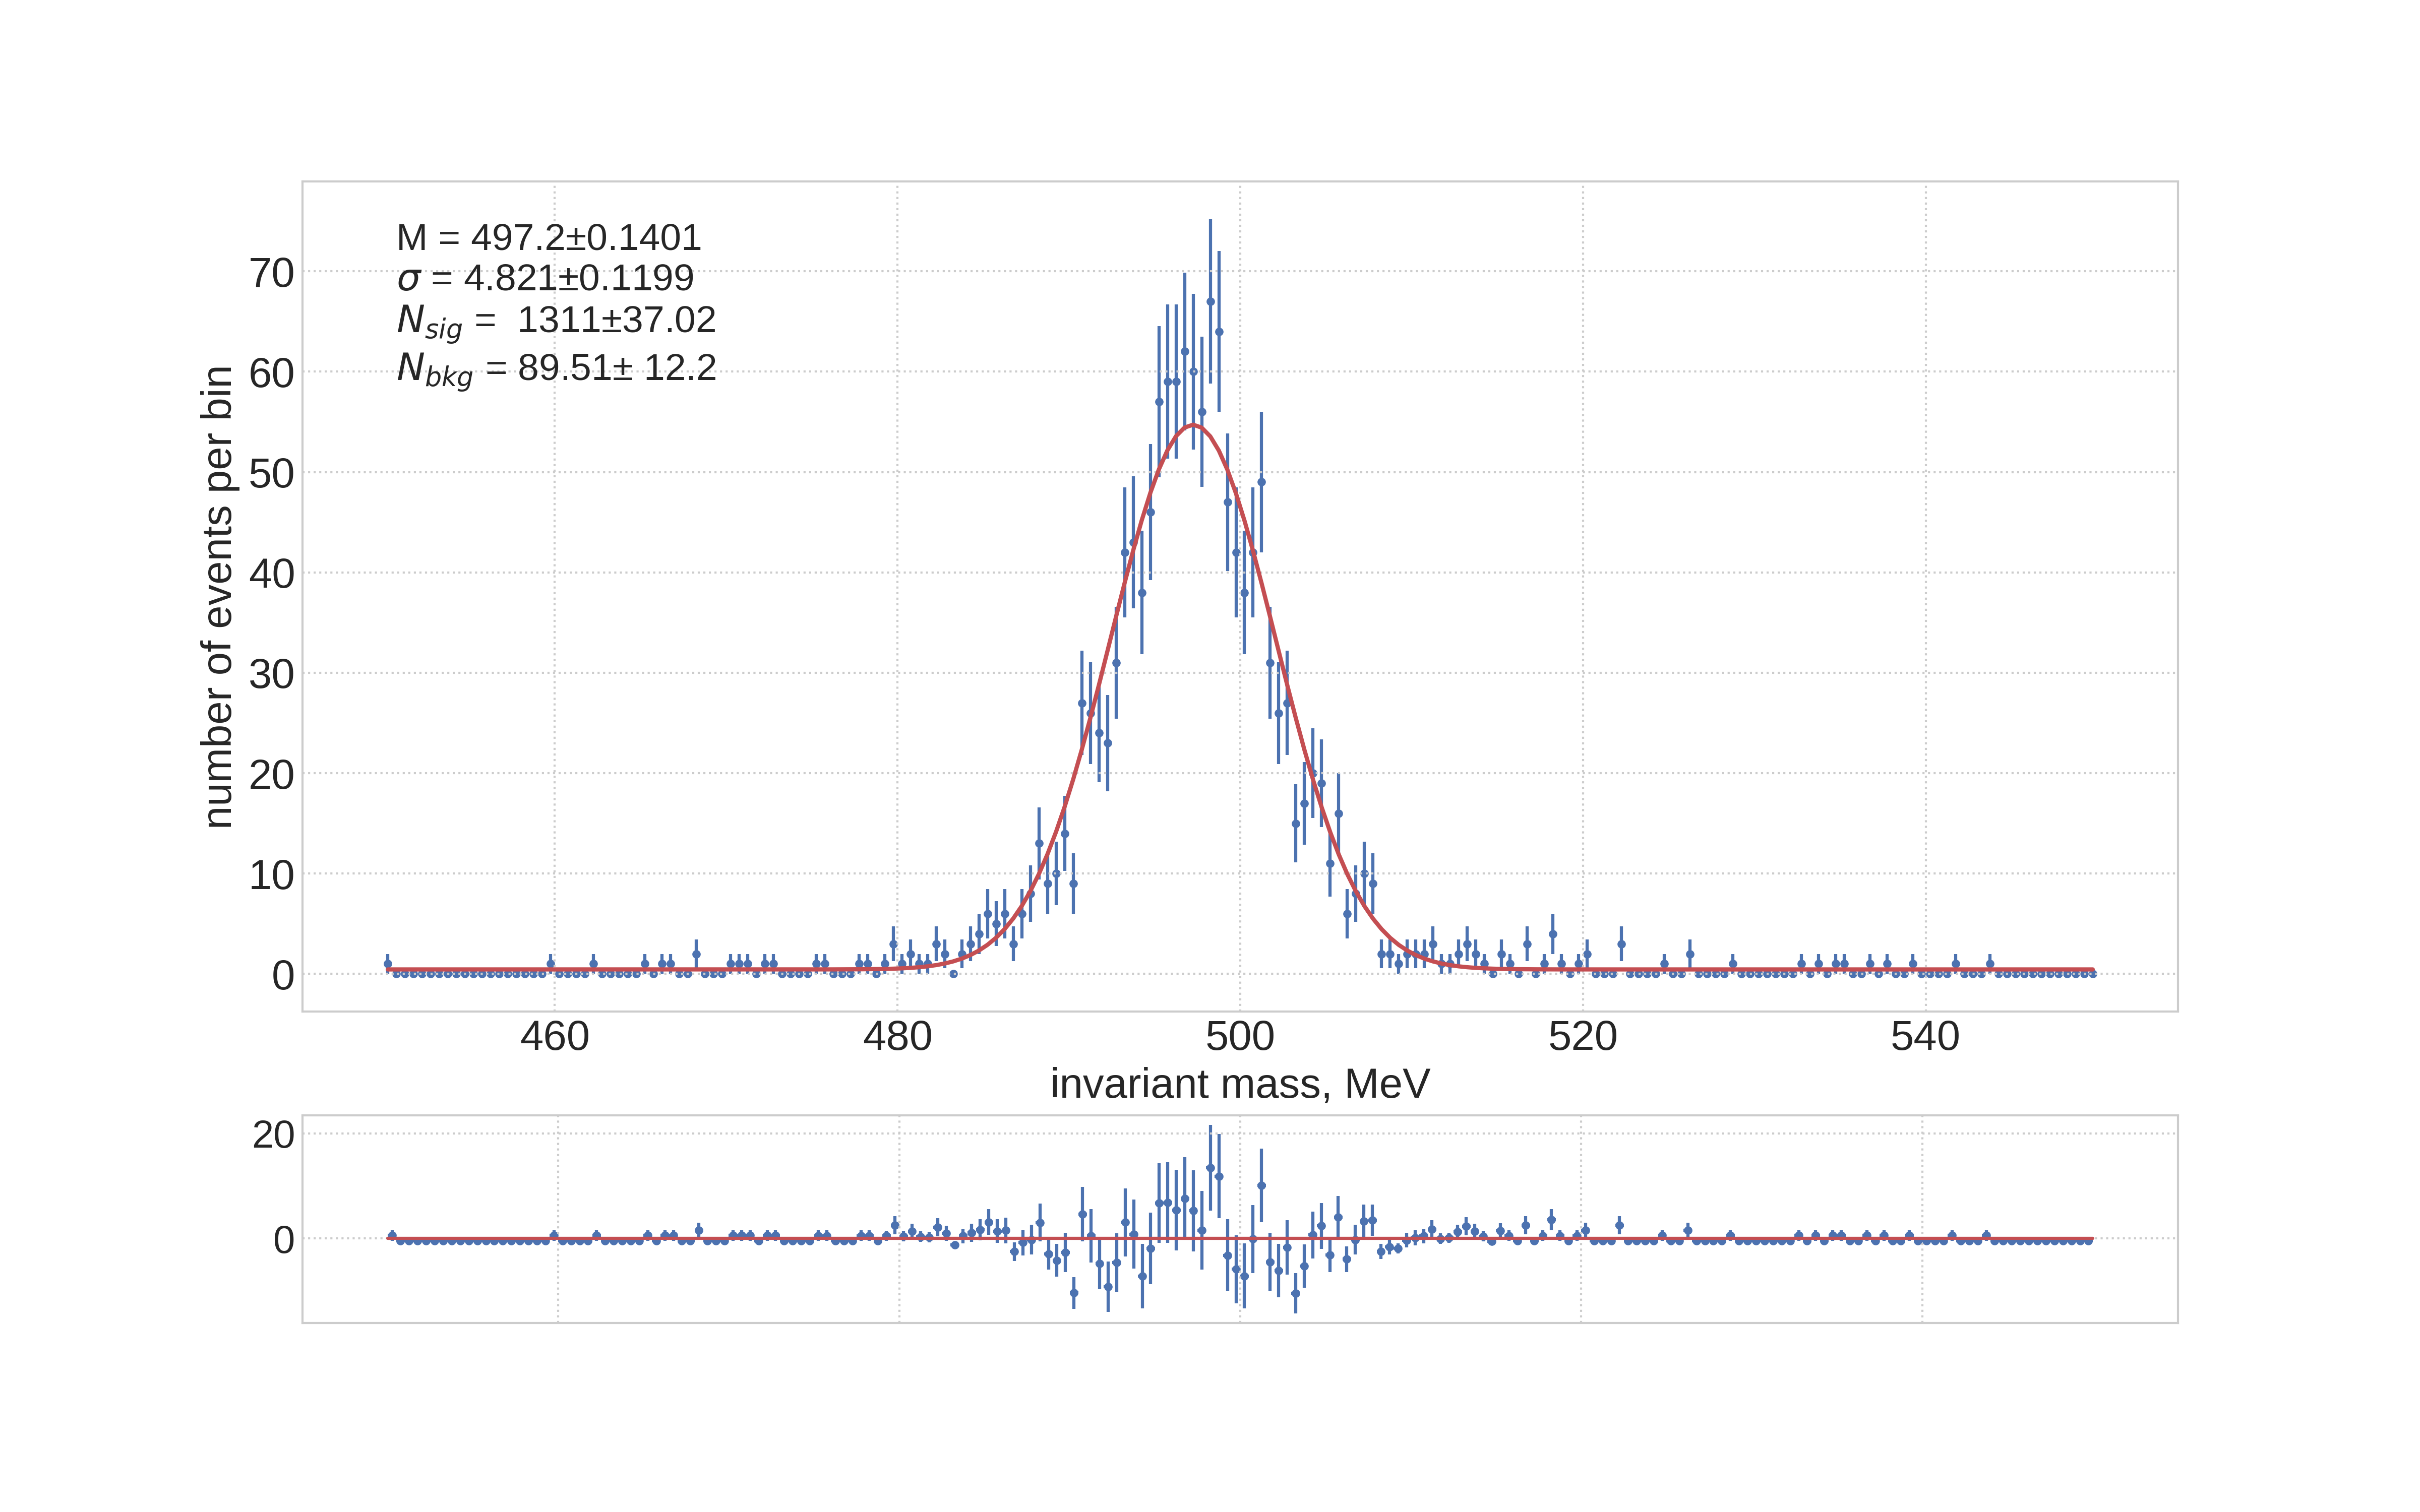 M = 497.2±0.1401
σ = 4.821±0.1199
N_sig = 1311±37.02
N_bkg = 89.51± 12.2
number of events per bin
70
60
50
40
30
20
10
0
460 480 500 520 540
invariant mass, MeV
20
0